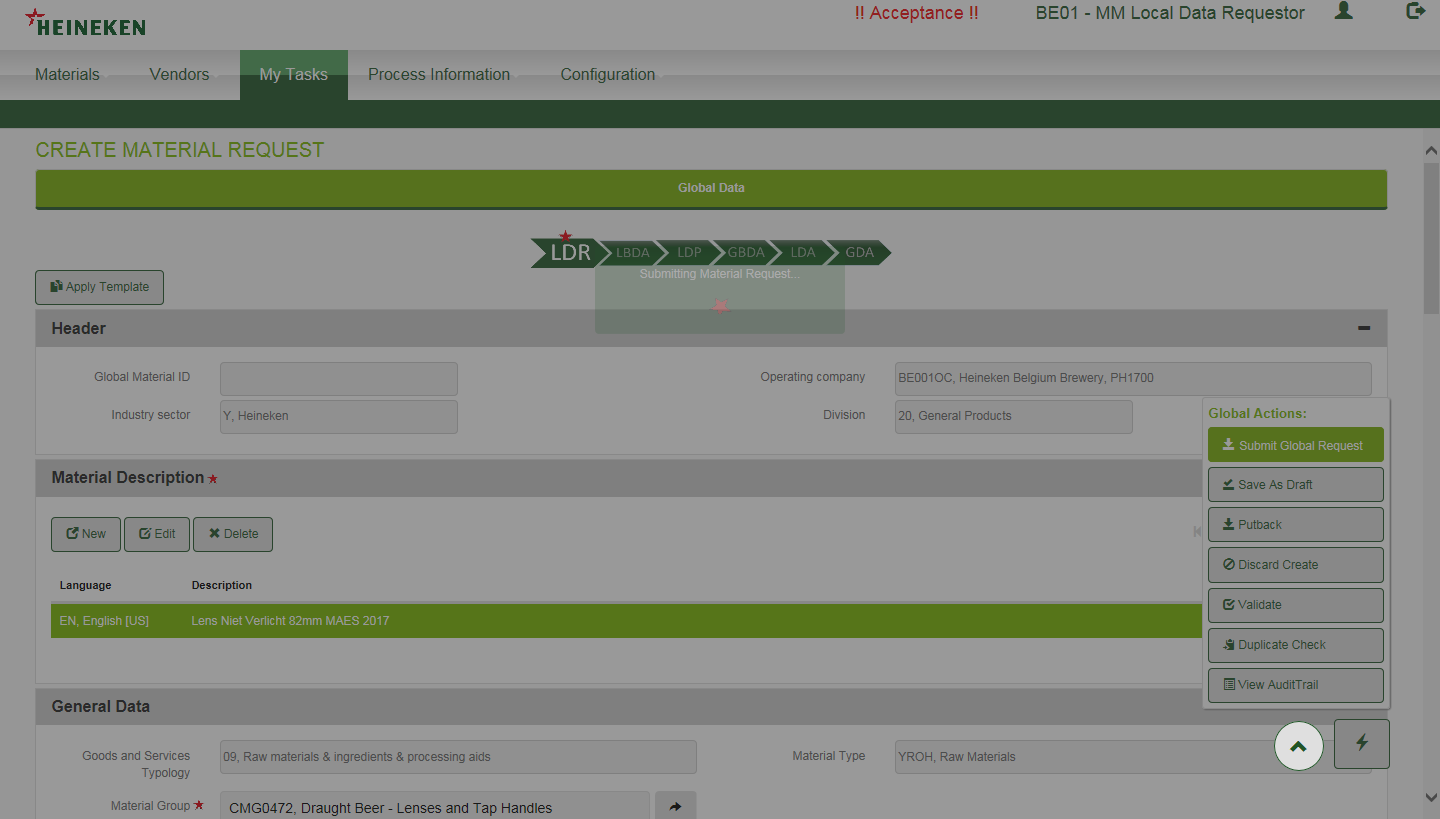 HEINEKEN
!! Acceptance !!
BE01 - MM Local Data Requestor
Materials
Vendors
My Tasks
Process Information
Configuration
CREATE MATERIAL REQUEST
Global Data
LDR
LBDA
LDP
GBDA
LDA
GDA
Submitting Material Request...
Apply Template
Header
Global Material ID
Operating company
BE001OC, Heineken Belgium Brewery, PH1700
Industry sector
Y, Heineken
Division
20, General Products
Global Actions:
Submit Global Request
Save As Draft
Putback
Discard Create
Validate
Duplicate Check
View AuditTrail
Material Description
New
Edit
Delete
Language
Description
EN, English [US]
Lens Niet Verlicht 82mm MAES 2017
General Data
Goods and Services
Typology
09, Raw materials & ingredients & processing aids
Material Type
YROH, Raw Materials
Material Group
CMG0472, Draught Beer - Lenses and Tap Handles